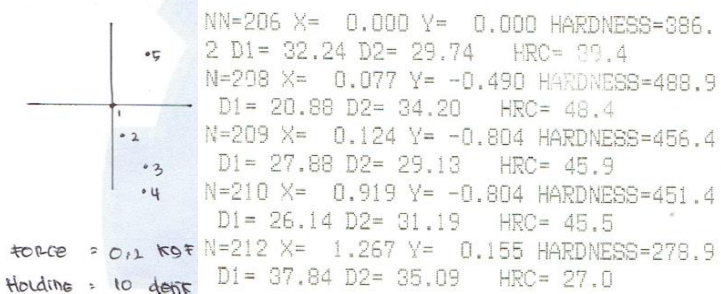 •5
1
•2
•3
•4
FORCE = 0,1 KGF
Holding = 10 detik
NN=206 X= 0.000 Y= 0.000 HARDNESS=386.
2 D1= 32.24 D2= 29.74 HRC= 39.4
N=208 X= 0.077 Y= -0.490 HARDNESS=488.9
D1= 20.88 D2= 34.20 HRC= 48.4
N=209 X= 0.124 Y= -0.804 HARDNESS=456.4
D1= 27.88 D2= 29.13 HRC= 45.9
N=210 X= 0.919 Y= -0.804 HARDNESS=451.4
D1= 26.14 D2= 31.19 HRC= 45.5
N=212 X= 1.267 Y= 0.155 HARDNESS=278.9
D1= 37.84 D2= 35.09 HRC= 27.0